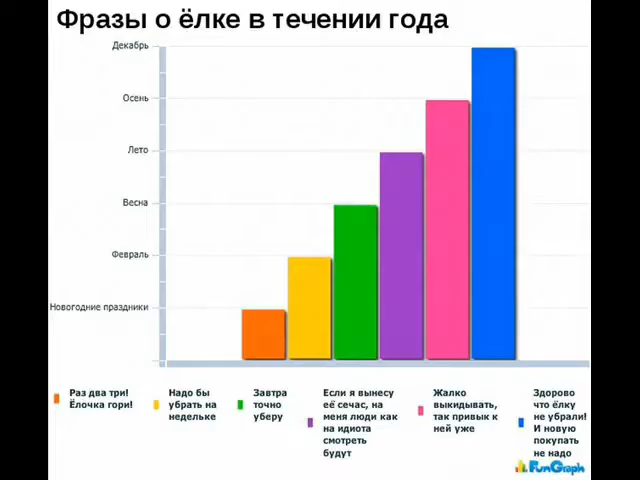 Фразы о ёлке в течении года
Декабрь
Осень
Лето
Весна
Февраль
Новогодние праздники
Раз два три!
Ёлочка гори!
Надо бы
убрать на
недельке
Завтра
точно
уберу
Если я вынесу
её сечас, на
меня люди как
на идиота
смотреть
будут
Жалко
выкидывать,
так привык к
ней уже
Здорово
что ёлку
не убрали!
И новую
покупать
не надо
FunGraph